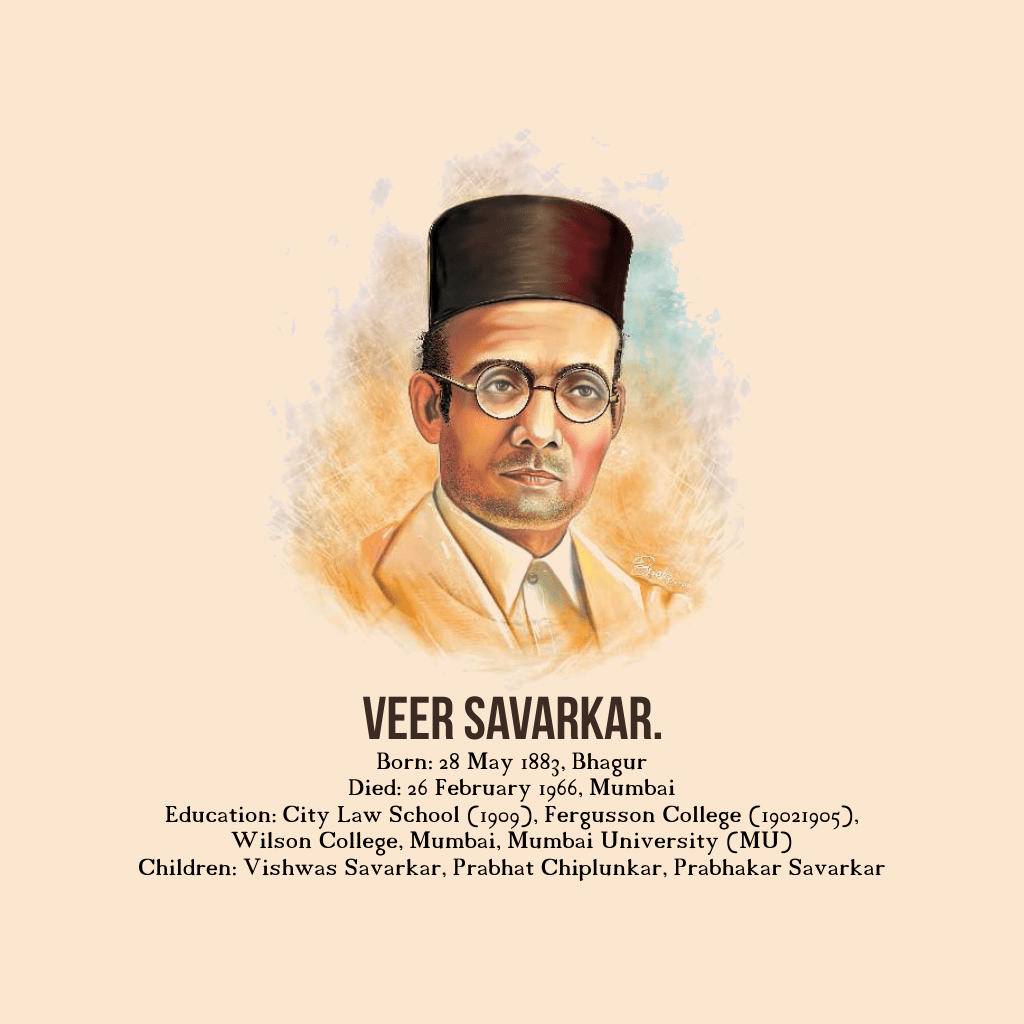 VEER SAVARKAR.
Born: 28 May 1883, Bhagur
Died: 26 February 1966, Mumbai
Education: City Law School (1909), Fergusson College (19021905),
Wilson College, Mumbai, Mumbai University (MU)
Children: Vishwas Savarkar, Prabhat Chiplunkar, Prabhakar Savarkar